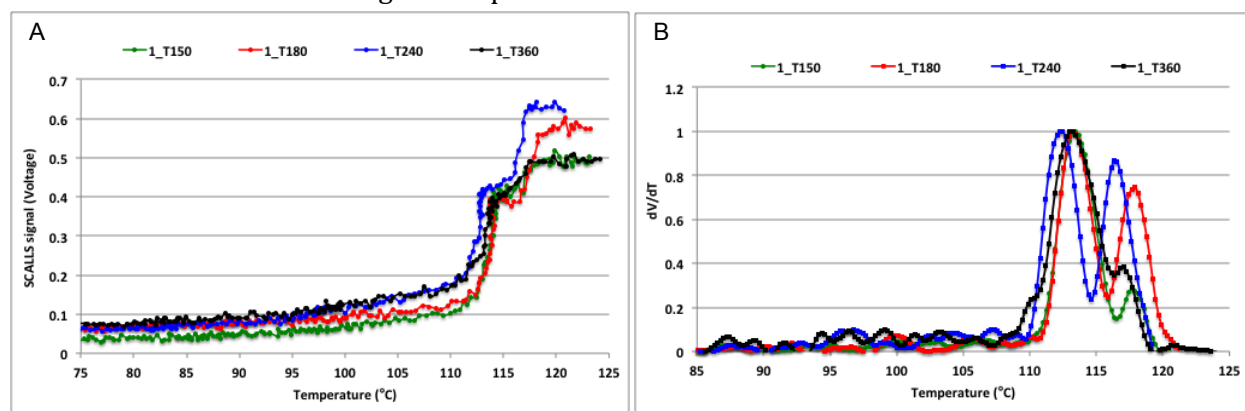 A
1_T150 1_T180 1_T240 1_T360
0.7
0.6
0.5
0.4
0.3
0.2
0.1
0
SCALLS signal (Voltage)
75 80 85 90 95 100 105 110 115 120 125
Temperature (°C)
B
1_T150 1_T180 1_T240 1_T360
1.2
1
0.8
0.6
0.4
0.2
0
dV/dT
85 90 95 100 105 110 115 120 125
Temperature (°C)